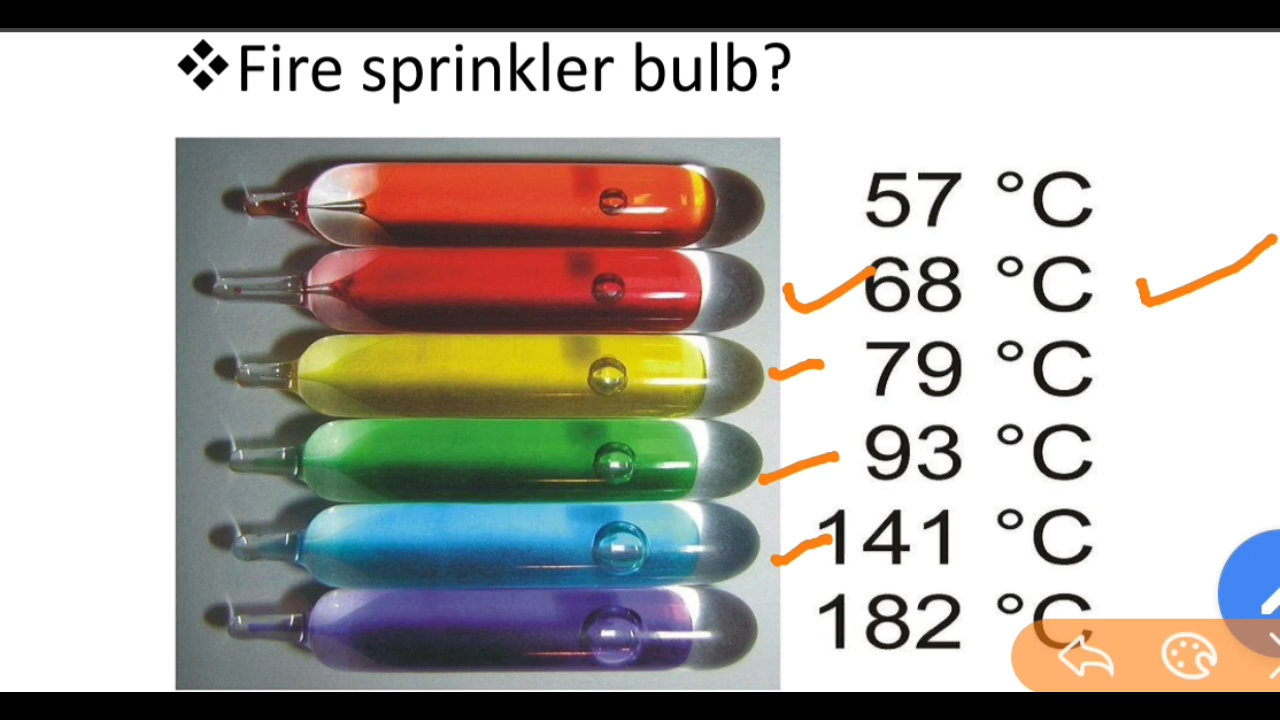 ❖Fire sprinkler bulb?
57 °C
68 °C
79 °C
93 °C
141 °C
182 °C